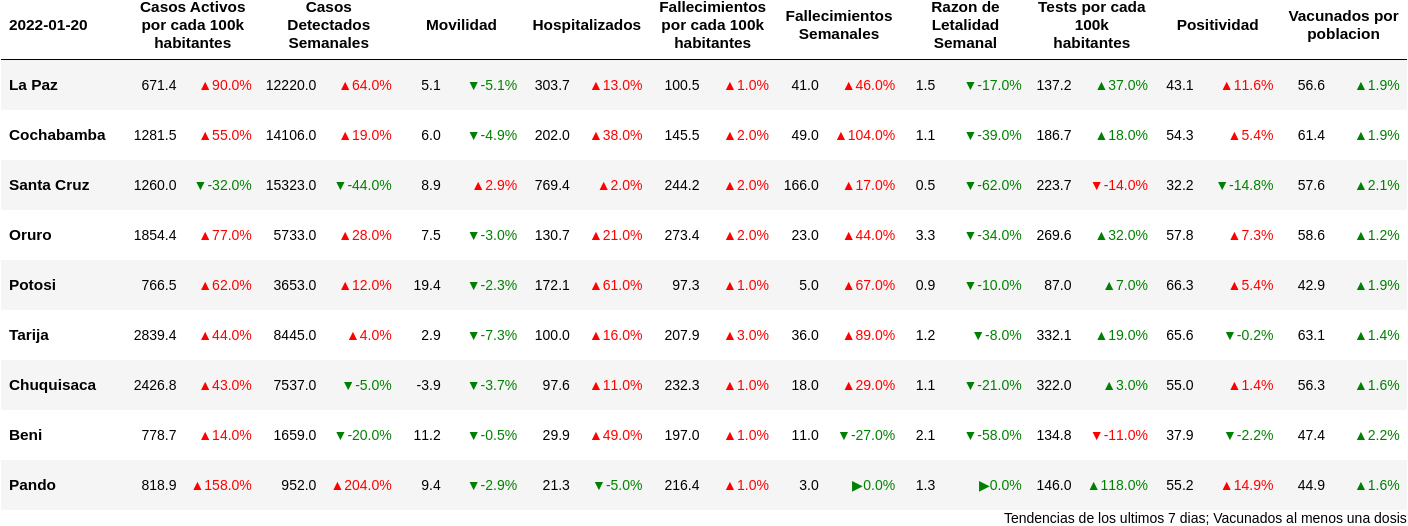 2022-01-20 Casos Activos por cada 100k habitantes Casos Detectados Semanales Movilidad Hospitalizados Fallecimientos por cada 100k habitantes Fallecimientos Semanales Razon de Letalidad Semanal Tests por cada 100k habitantes Positividad Vacunados por poblacion
La Paz 671.4 ▲90.0% 12220.0 ▲64.0% 5.1 ▼-5.1% 303.7 ▲13.0% 100.5 ▲1.0% 41.0 ▲46.0% 1.5 ▼-17.0% 137.2 ▲37.0% 43.1 ▲11.6% 56.6 ▲1.9%
Cochabamba 1281.5 ▲55.0% 14106.0 ▲19.0% 6.0 ▼-4.9% 202.0 ▲38.0% 145.5 ▲2.0% 49.0 ▲104.0% 1.1 ▼-39.0% 186.7 ▲18.0% 54.3 ▲5.4% 61.4 ▲1.9%
Santa Cruz 1260.0 ▼-32.0% 15323.0 ▼-44.0% 8.9 ▲2.9% 769.4 ▲2.0% 244.2 ▲2.0% 166.0 ▲17.0% 0.5 ▼-62.0% 223.7 ▼-14.0% 32.2 ▼-14.8% 57.6 ▲2.1%
Oruro 1854.4 ▲77.0% 5733.0 ▲28.0% 7.5 ▼-3.0% 130.7 ▲21.0% 273.4 ▲2.0% 23.0 ▲44.0% 3.3 ▼-34.0% 269.6 ▲32.0% 57.8 ▲7.3% 58.6 ▲1.2%
Potosi 766.5 ▲62.0% 3653.0 ▲12.0% 19.4 ▼-2.3% 172.1 ▲61.0% 97.3 ▲1.0% 5.0 ▲67.0% 0.9 ▼-10.0% 87.0 ▲7.0% 66.3 ▲5.4% 42.9 ▲1.9%
Tarija 2839.4 ▲44.0% 8445.0 ▲4.0% 2.9 ▼-7.3% 100.0 ▲16.0% 207.9 ▲3.0% 36.0 ▲89.0% 1.2 ▼-8.0% 332.1 ▲19.0% 65.6 ▼-0.2% 63.1 ▲1.4%
Chuquisaca 2426.8 ▲43.0% 7537.0 ▼-5.0% -3.9 ▼-3.7% 97.6 ▲11.0% 232.3 ▲1.0% 18.0 ▲29.0% 1.1 ▼-21.0% 322.0 ▲3.0% 55.0 ▲1.4% 56.3 ▲1.6%
Beni 778.7 ▲14.0% 1659.0 ▼-20.0% 11.2 ▼-0.5% 29.9 ▲49.0% 197.0 ▲1.0% 11.0 ▼-27.0% 2.1 ▼-58.0% 134.8 ▼-11.0% 37.9 ▼-2.2% 47.4 ▲2.2%
Pando 818.9 ▲158.0% 952.0 ▲204.0% 9.4 ▼-2.9% 21.3 ▼-5.0% 216.4 ▲1.0% 3.0 ▶0.0% 1.3 ▶0.0% 146.0 ▲118.0% 55.2 ▲14.9% 44.9 ▲1.6%
Tendencias de los ultimos 7 dias; Vacunados al menos una dosis